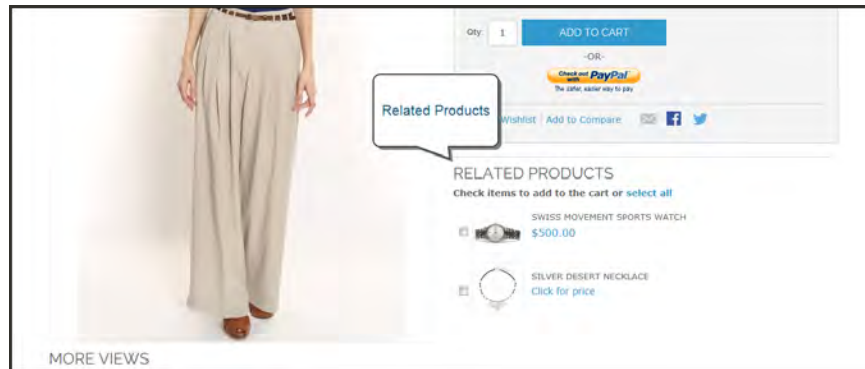 Qty: 1 ADD TO CART
-OR-
Check out with PayPal
The safer, easier way to pay
Related Products
Wishlist | Add to Compare
RELATED PRODUCTS
Check items to add to the cart or select all
SWISS MOVEMENT SPORTS WATCH
$500.00
SILVER DESERT NECKLACE
Click for price
MORE VIEWS